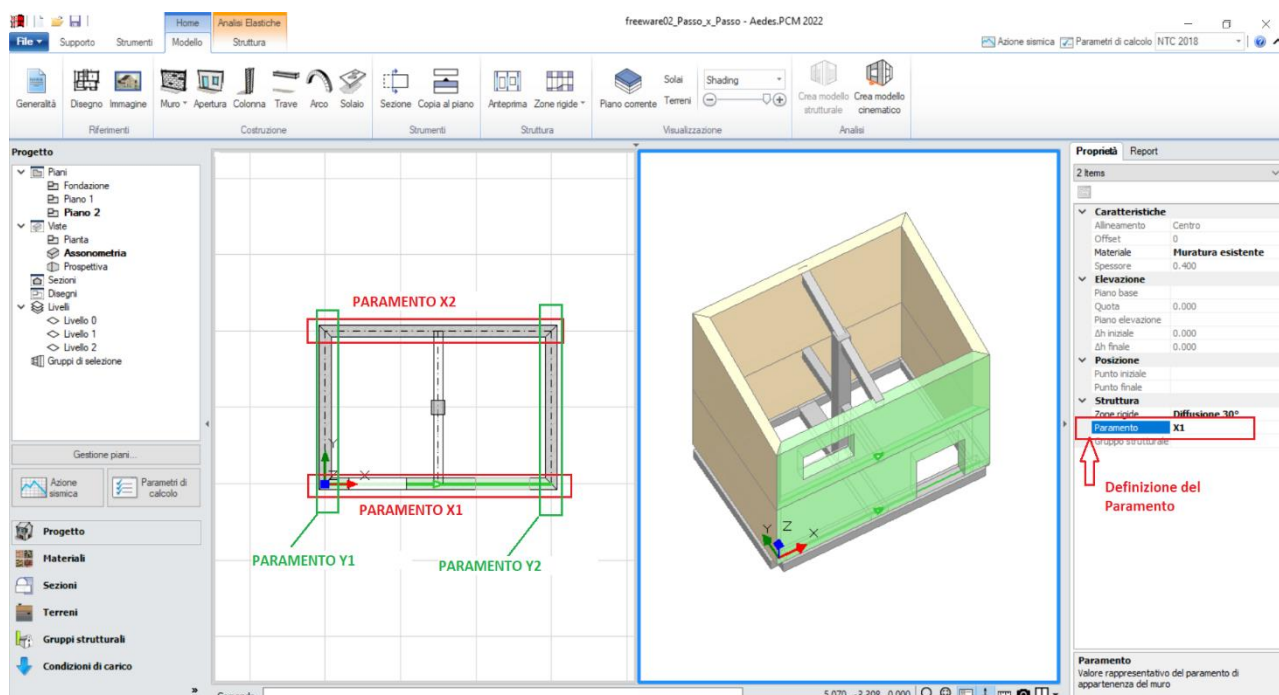 freeware02_Passo_x_Passo - Aedes.PCM 2022
Home
Analisi Elastiche
File
Supporto
Strumenti
Modello
Struttura
Azione sismica
Parametri di calcolo
NTC 2018
Generalità
Disegno
Immagine
Muro
Apertura
Colonna
Trave
Arco
Solaio
Sezione
Copia al piano
Anteprima
Zone rigide
Piano corrente
Solai
Shading
Terreni
Crea modello
strutturale
Crea modello
cinematico
Riferimenti
Costruzione
Strumenti
Struttura
Visualizzazione
Analisi
Progetto
Piani
Fondazione
Piano 1
Piano 2
Viste
Pianta
Assonometria
Prospettiva
Sezioni
Disegni
Livelli
Livello 0
Livello 1
Livello 2
Gruppi di selezione
Gestione piani...
Azione
sismica
Parametri di
calcolo
Progetto
Materiali
Sezioni
Terreni
Gruppi strutturali
Condizioni di carico
»
PARAMENTO X2
Y
Z
X
PARAMENTO X1
PARAMENTO Y1
PARAMENTO Y2
Y Z
X
Proprietà
Report
2 Items
Caratteristiche
Allineamento Centro
Offset 0
Materiale Muratura esistente
Spessore 0.400
Elevazione
Piano base
Quota 0.000
Piano elevazione
Δh iniziale 0.000
Δh finale 0.000
Posizione
Punto iniziale
Punto finale
Struttura
Zone rigide Diffusione 30°
Paramento X1
Gruppo strutturale
Definizione del
Paramento
Paramento
Valore rappresentativo del paramento di
appartenenza del muro
Comando